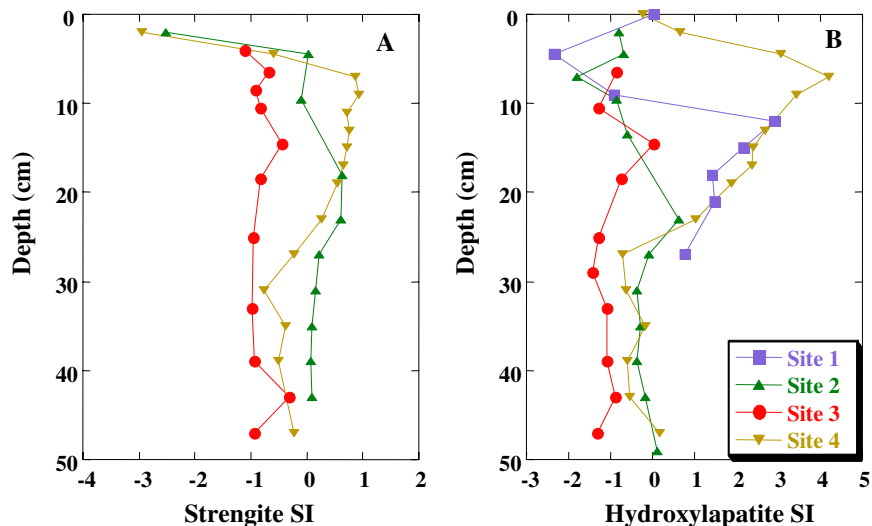 A
B
0
10
20
30
40
50
Depth (cm)
-4 -3 -2 -1 0 1 2
Strengite SI
0
10
20
30
40
50
Depth (cm)
-3 -2 -1 0 1 2 3 4 5
Hydroxylapatite SI
Site 1
Site 2
Site 3
Site 4